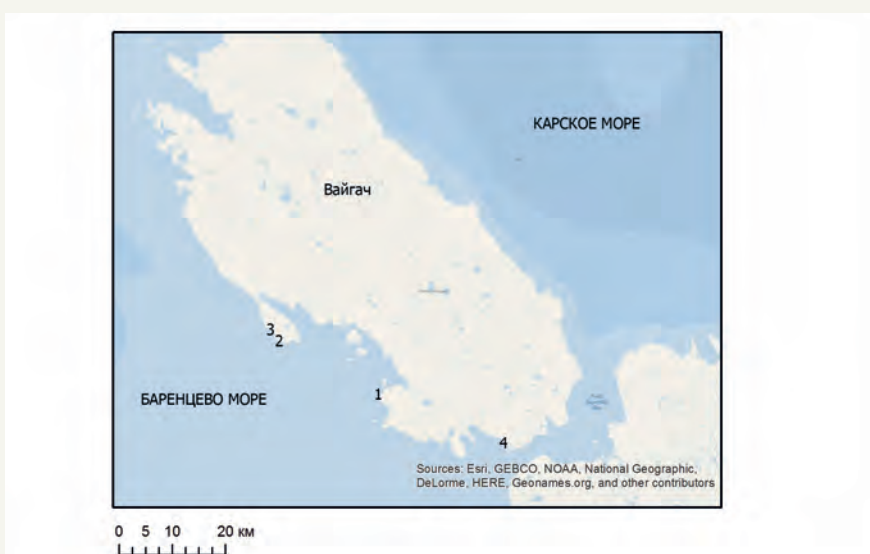 КАРСКОЕ МОРЕ
Вайгач
3
2
1
БАРЕНЦЕВО МОРЕ
4
Sources: Esri, GEBCO, NOAA, National Geographic,
DeLorme, HERE, Geonames.org, and other contributors
0 5 10 20 км